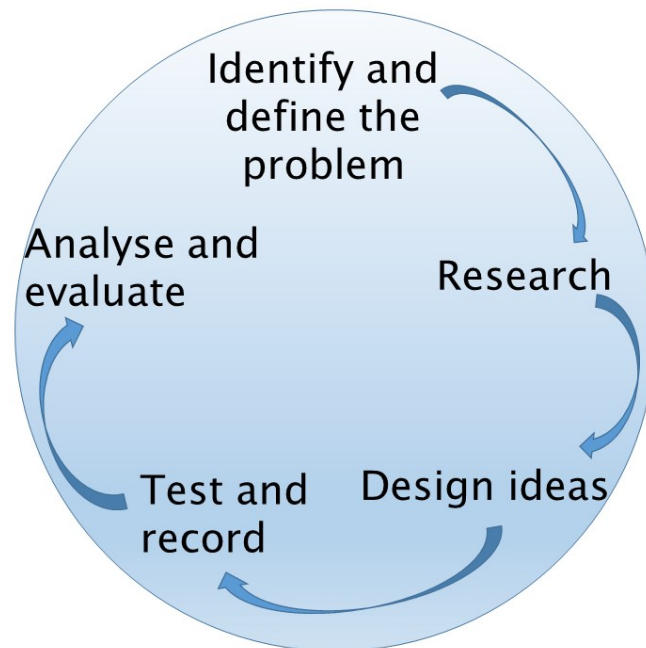 Identify and
define the
problem
Research
Design ideas
Test and
record
Analyse and
evaluate